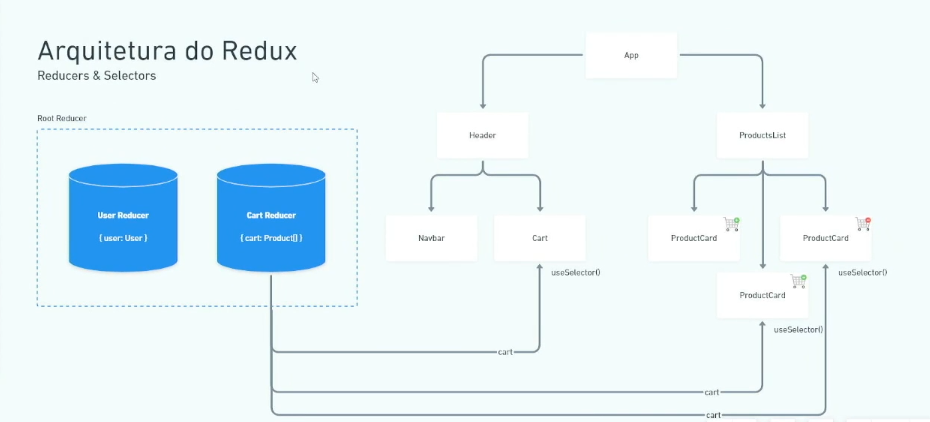 Arquitetura do Redux
Reducers & Selectors
Root Reducer
User Reducer
{ user: User }
Cart Reducer
{ cart: Product[] }
App
Header
ProductsList
Navbar
Cart
ProductCard
ProductCard
useSelector()
useSelector()
ProductCard
useSelector()
cart
cart
cart